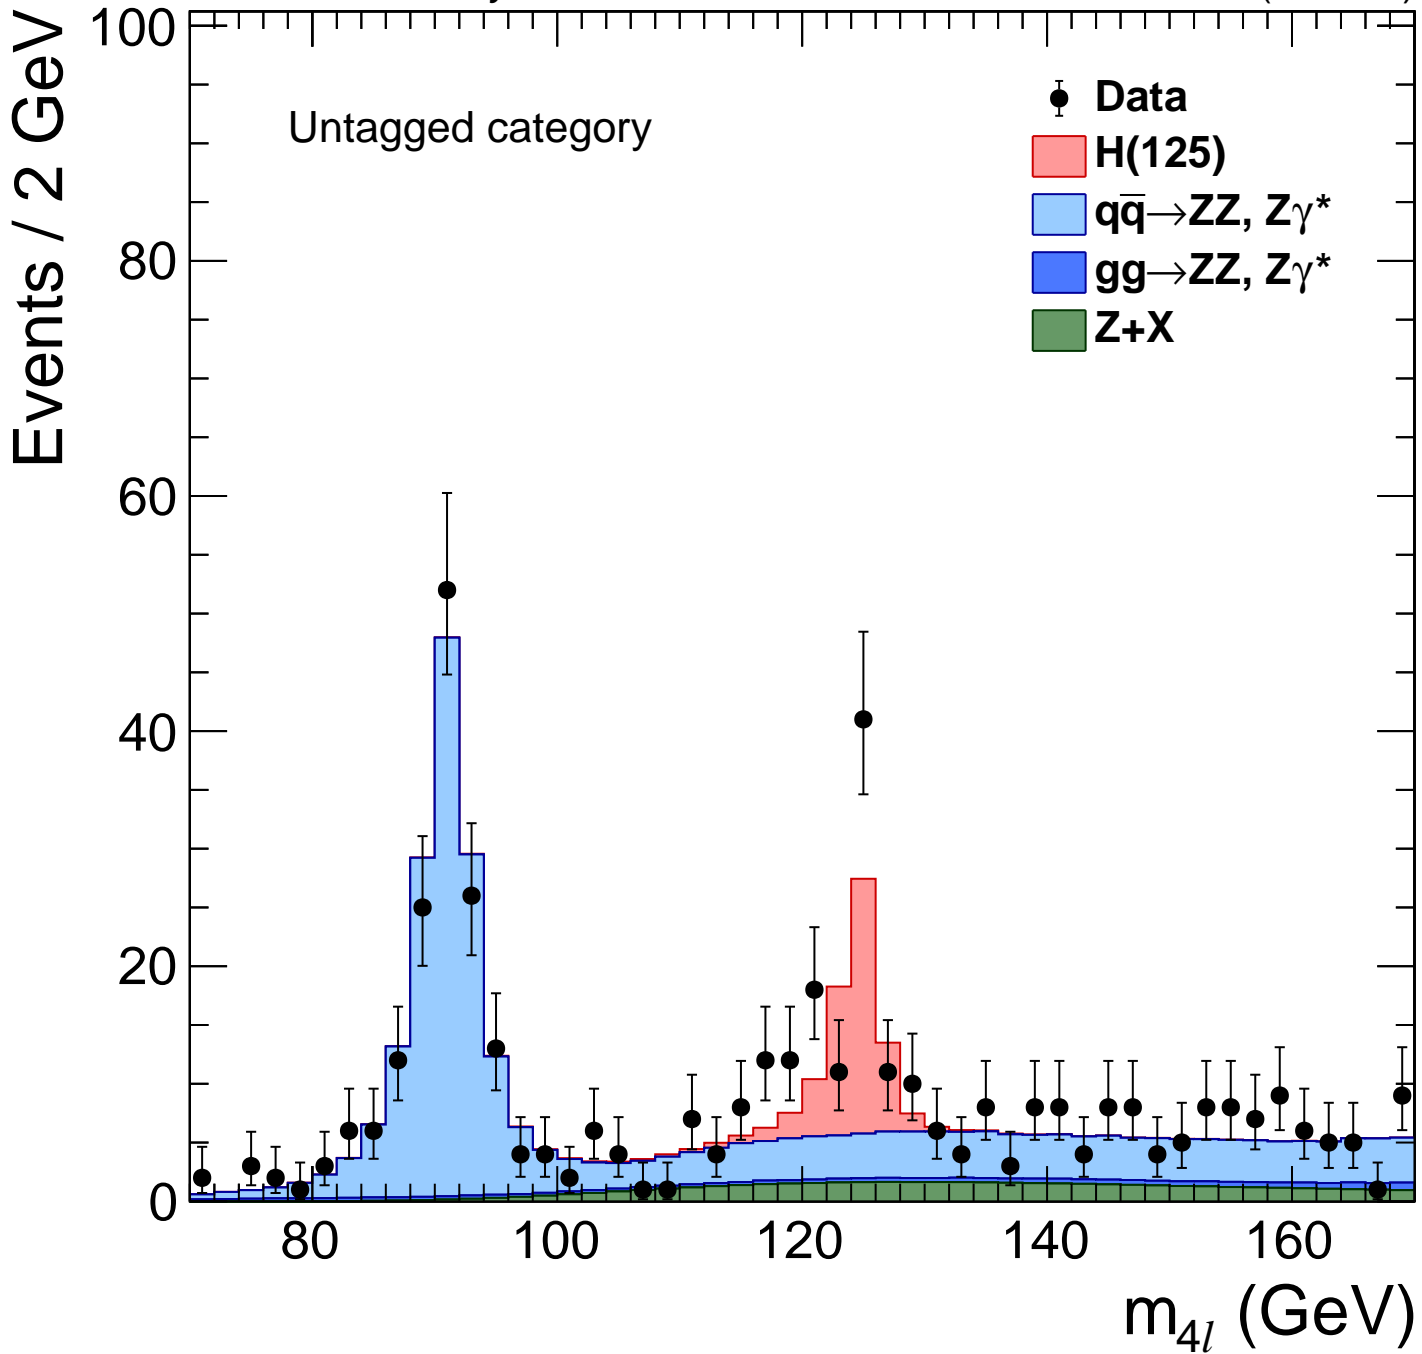 Events / 2 GeV
100
80
60
40
20
0
Untagged category
Data
H(125)
qq̅→ZZ, Zγ*
gg→ZZ, Zγ*
Z+X
80 100 120 140 160
m4l (GeV)